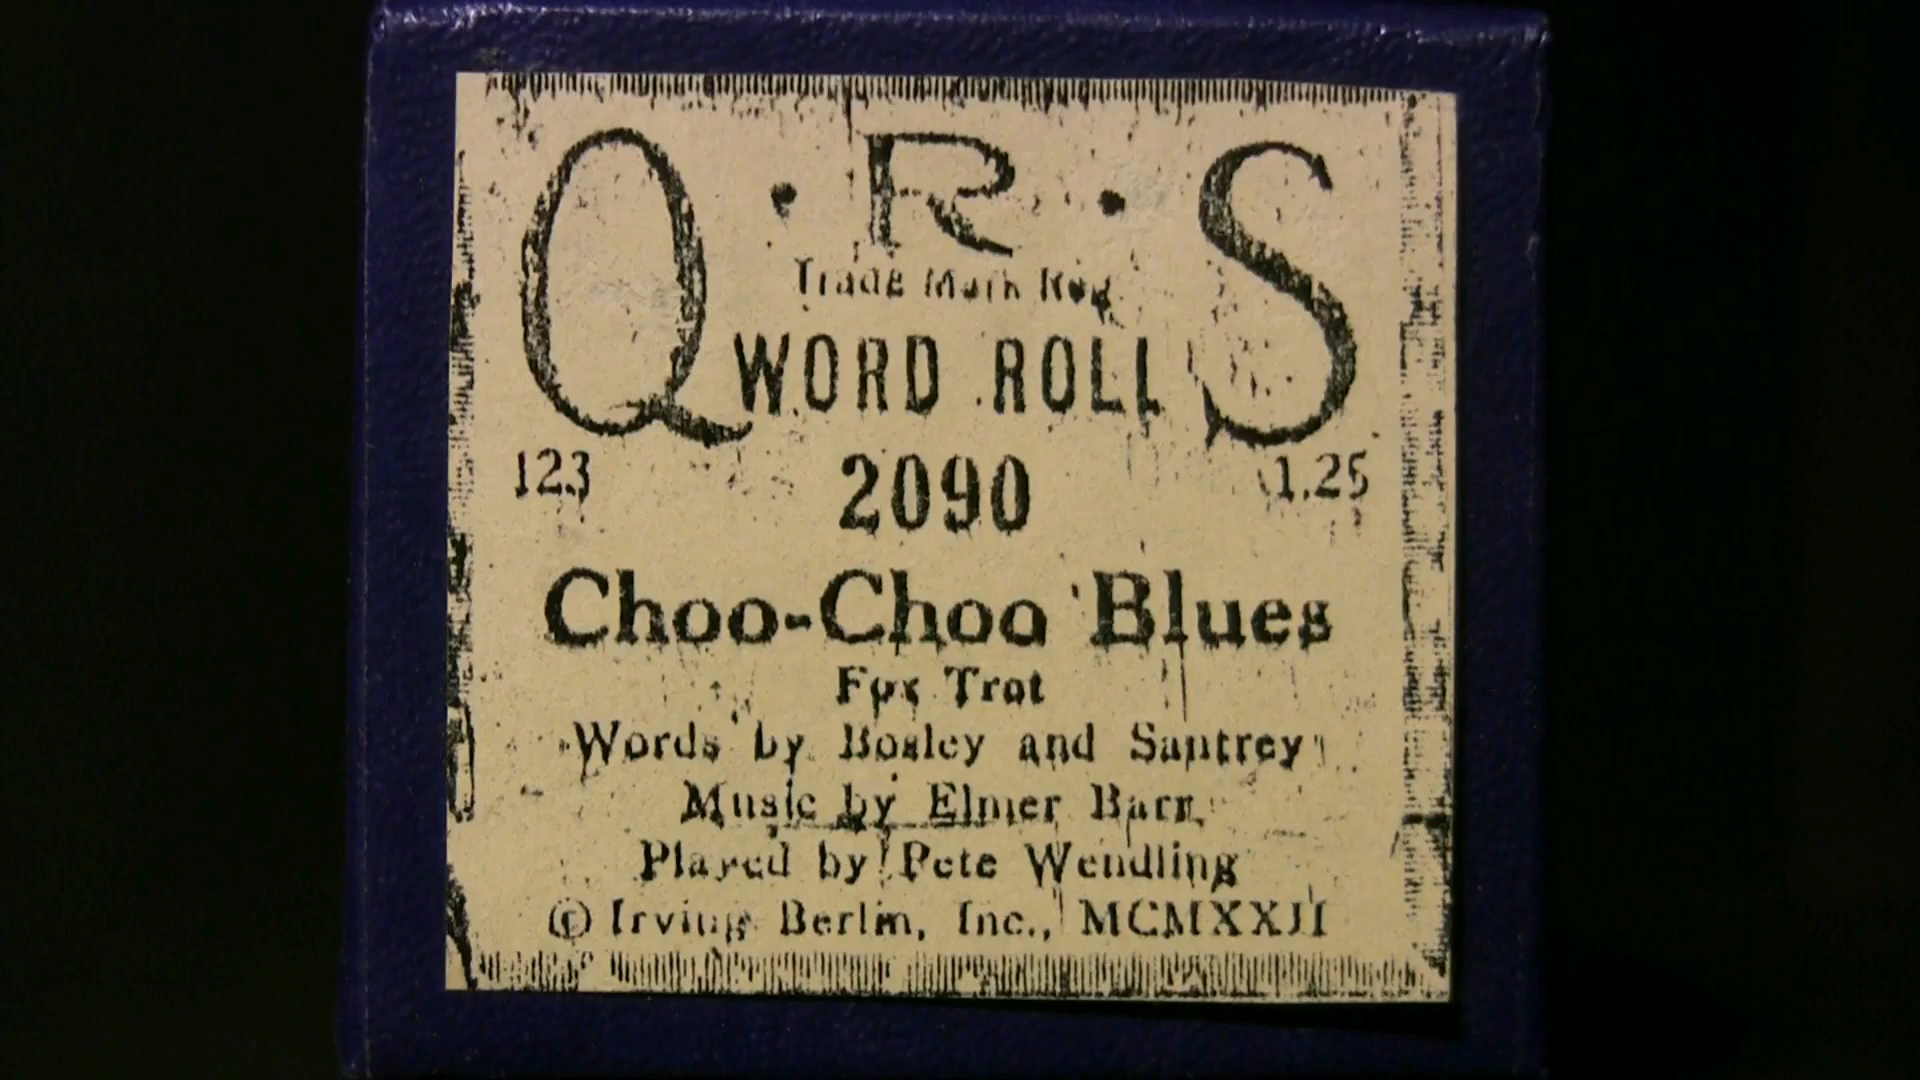 Q·R·S
Trade Mark Reg
WORD ROLL
123 2090 1.25
Choo-Choo Blues
Fox Trot
Words by Bosley and Santrey
Music by Elmer Barr
Played by Pete Wendling
© Irving Berlin, Inc., MCMXXII